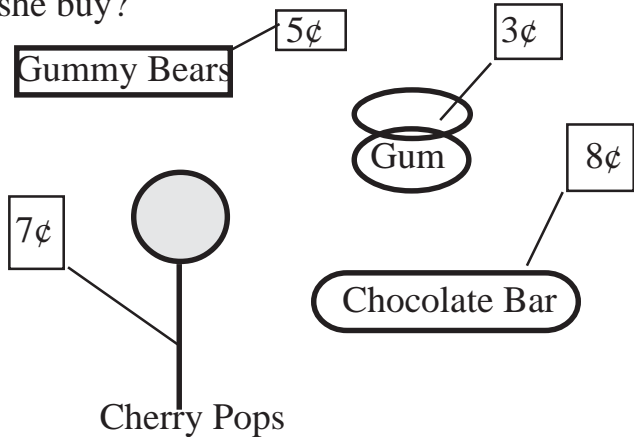 she buy?
5¢
3¢
Gummy Bears
Gum
8¢
7¢
Chocolate Bar
Cherry Pops